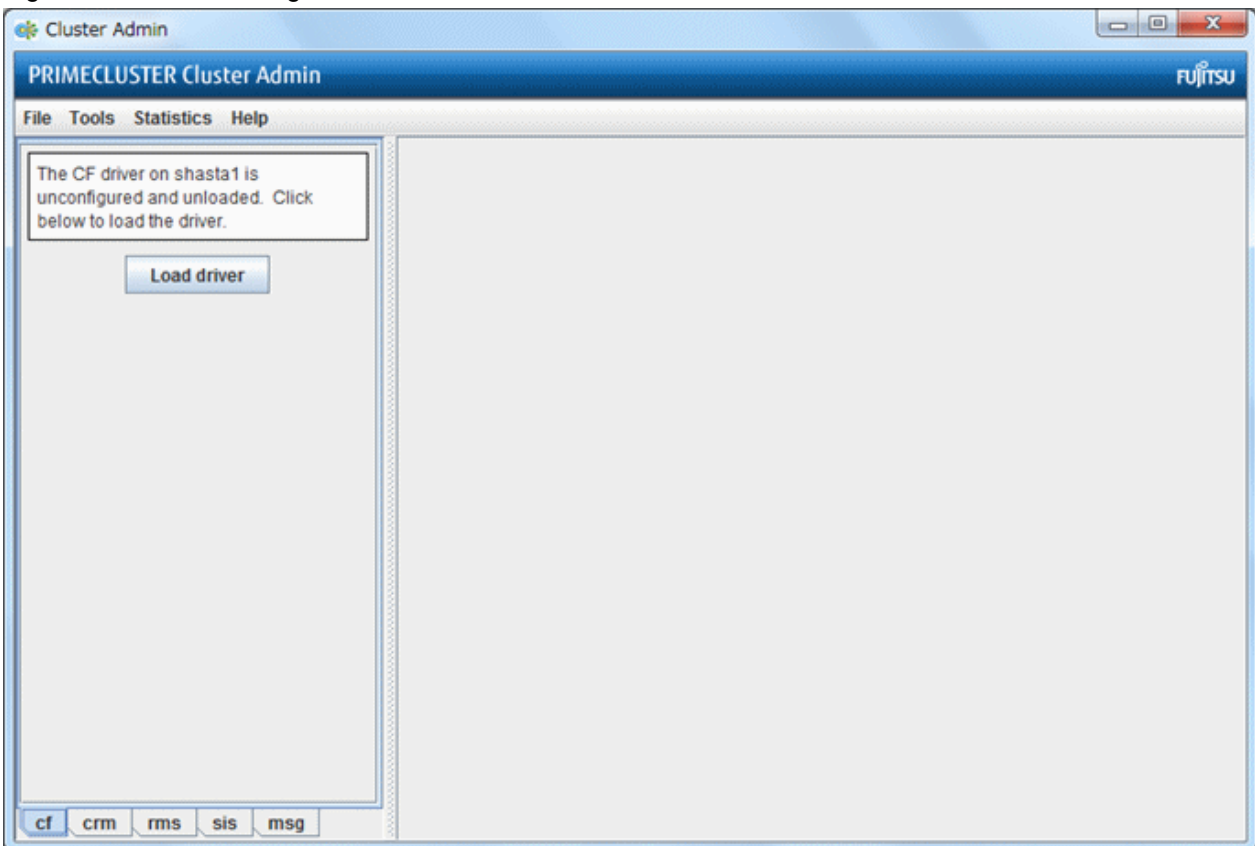 Cluster Admin
PRIMECLUSTER Cluster Admin
FUJITSU
File Tools Statistics Help
The CF driver on shasta1 is
unconfigured and unloaded. Click
below to load the driver.
Load driver
cf crm rms sis msg